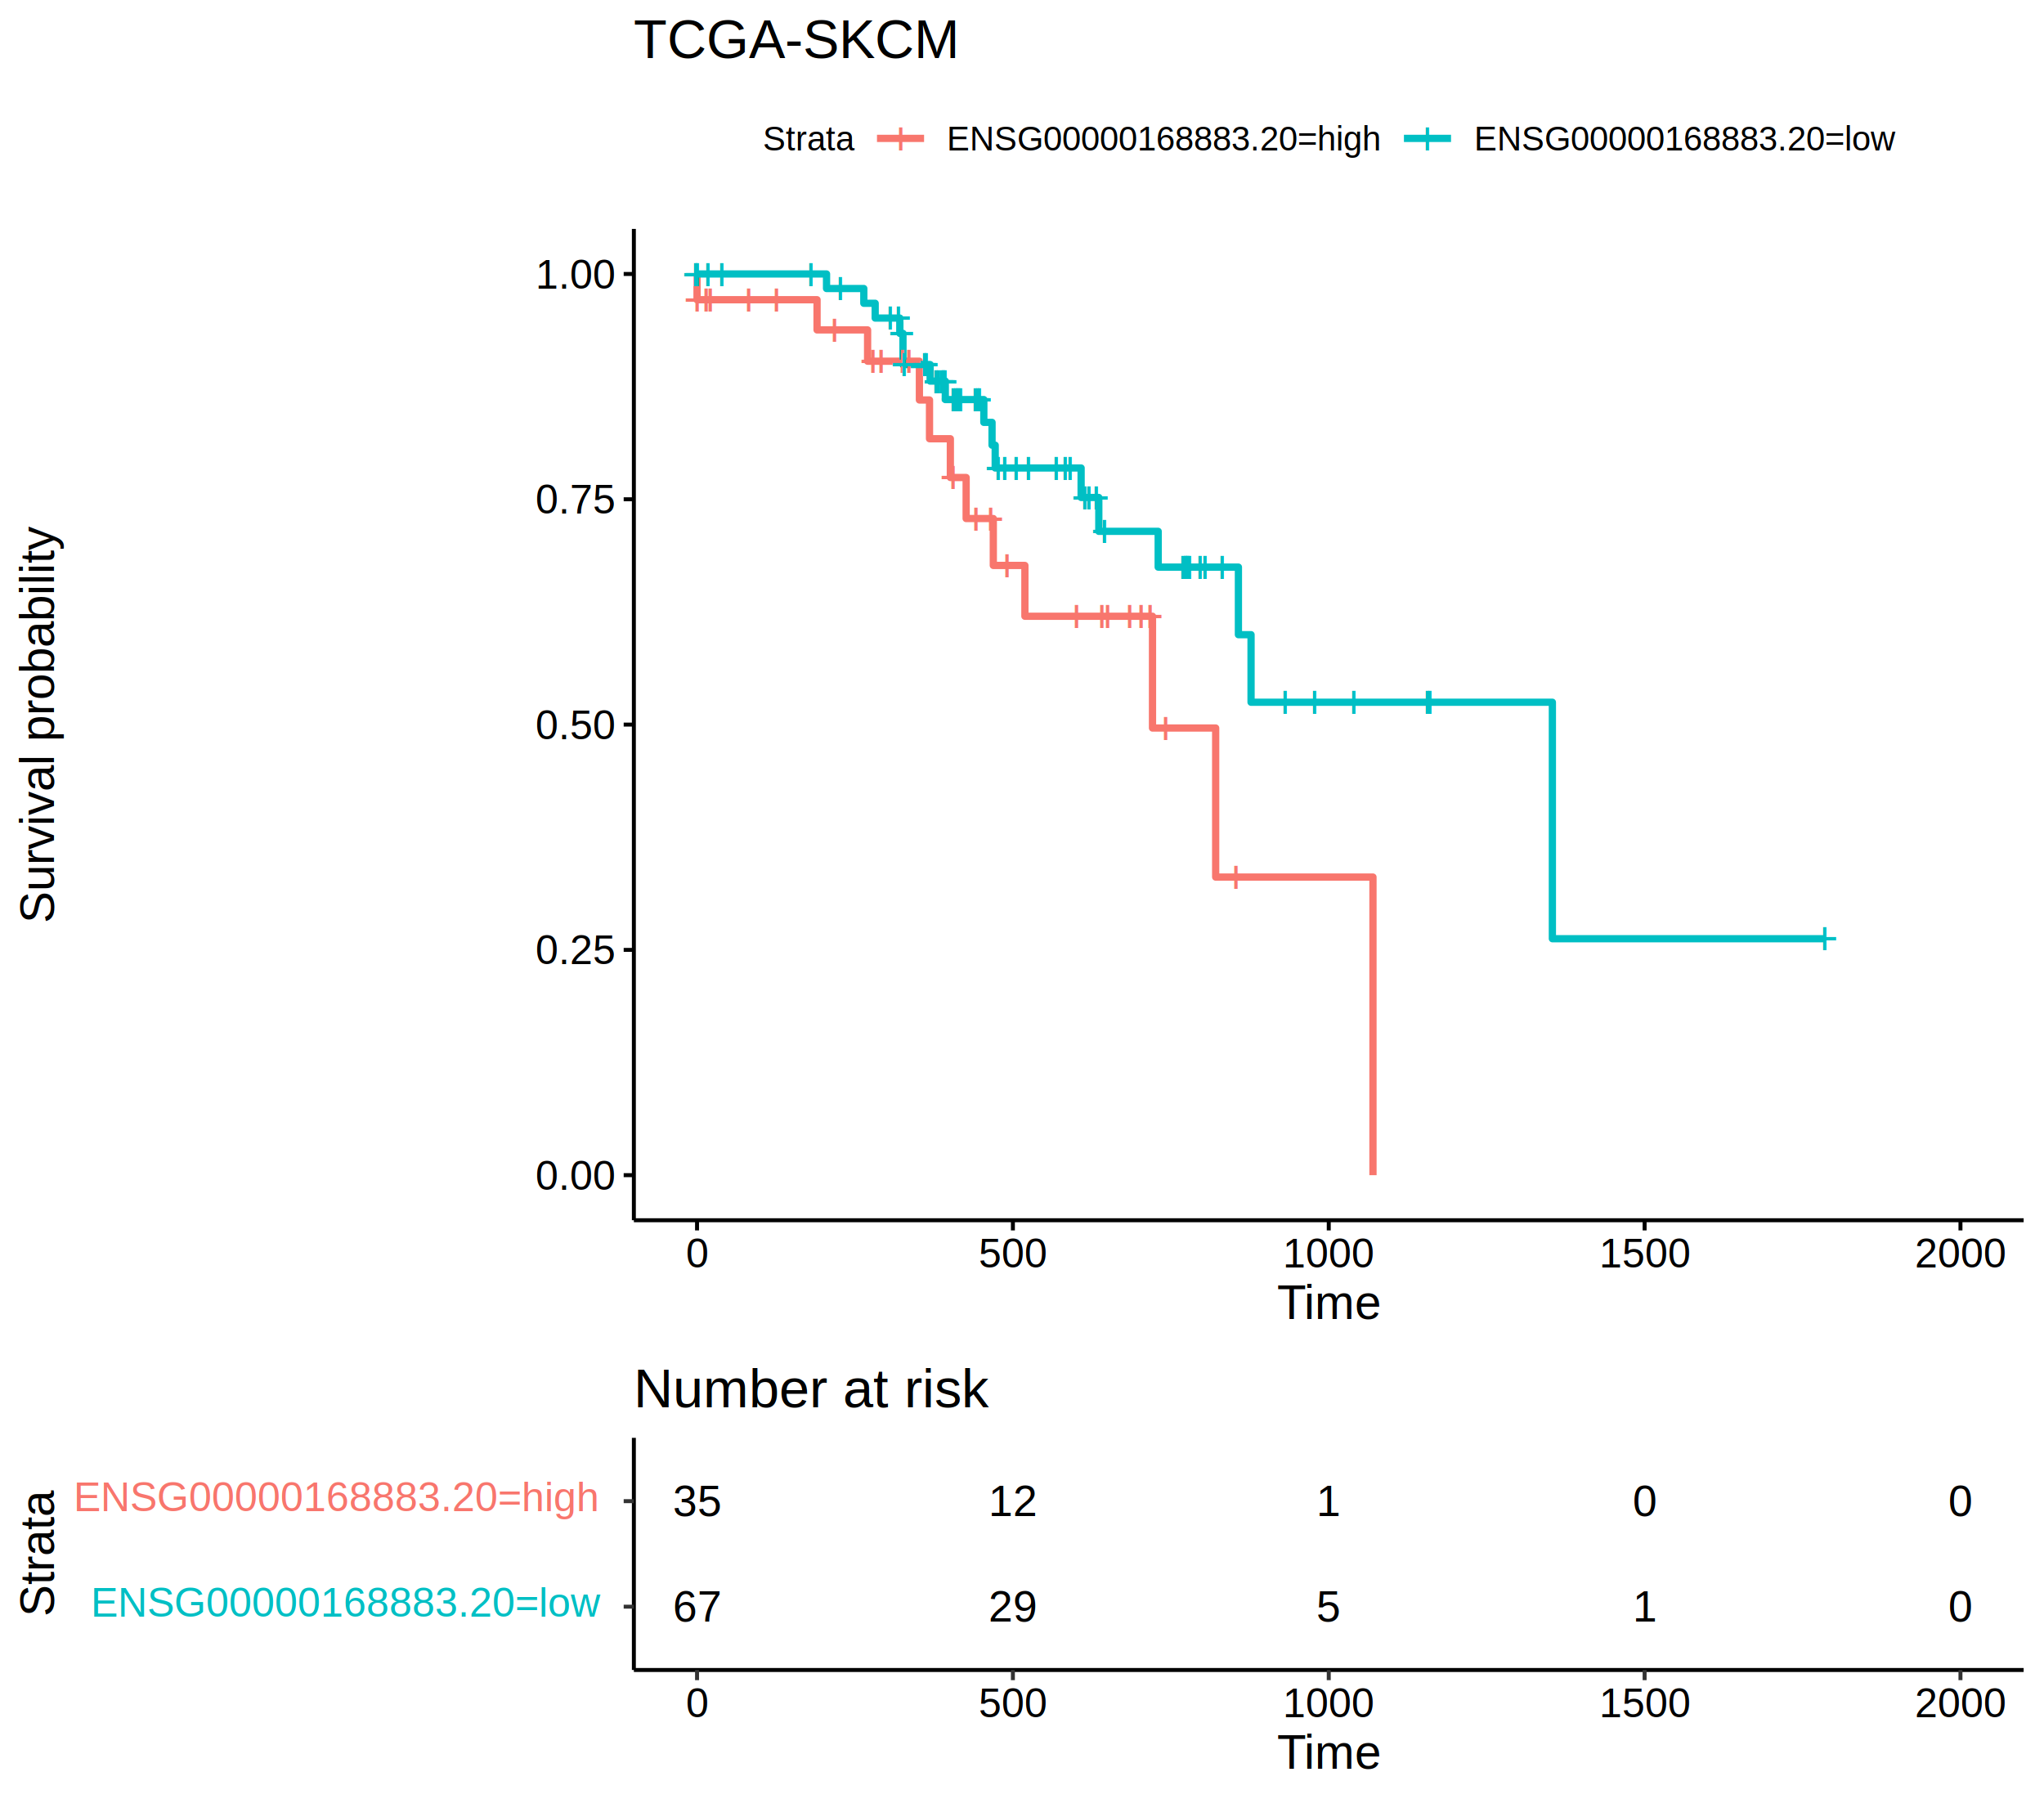 TCGA-SKCM
Strata ENSG00000168883.20=high ENSG00000168883.20=low
Survival probability
1.00
0.75
0.50
0.25
0.00
0 500 1000 1500 2000
Time
Number at risk
Strata
ENSG00000168883.20=high 35 12 1 0 0
ENSG00000168883.20=low 67 29 5 1 0
0 500 1000 1500 2000
Time